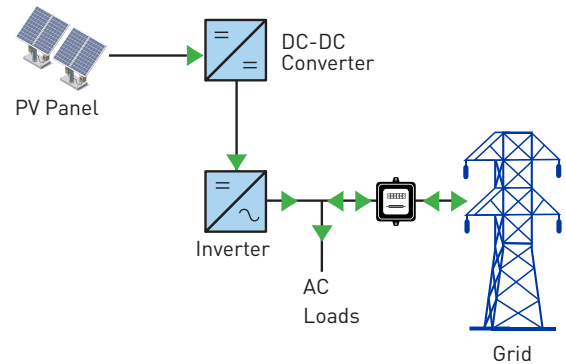 DC-DC
Converter
PV Panel
Inverter
AC
Loads
Grid